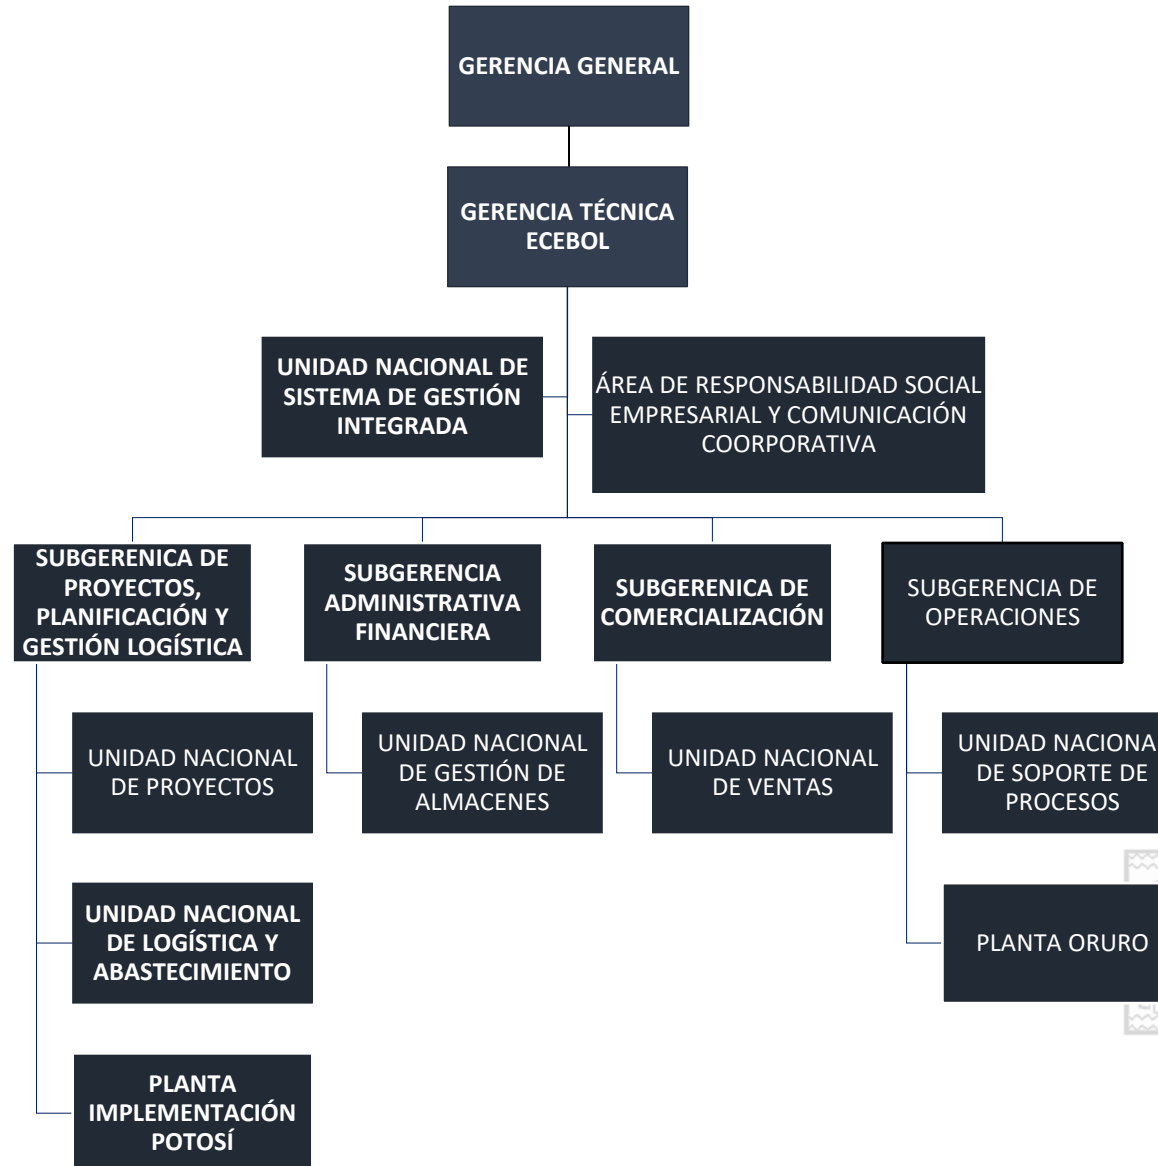 GERENCIA GENERAL
GERENCIA TÉCNICA
ECEBOL
UNIDAD NACIONAL DE
SISTEMA DE GESTIÓN
INTEGRADA
ÁREA DE RESPONSABILIDAD SOCIAL
EMPRESARIAL Y COMUNICACIÓN
COORPORATIVA
SUBGERENICA DE
PROYECTOS,
PLANIFICACIÓN Y
GESTIÓN LOGÍSTICA
SUBGERENCIA
ADMINISTRATIVA
FINANCIERA
SUBGERENICA DE
COMERCIALIZACIÓN
SUBGERENCIA DE
OPERACIONES
UNIDAD NACIONAL
DE PROYECTOS
UNIDAD NACIONAL
DE GESTIÓN DE
ALMACENES
UNIDAD NACIONAL
DE VENTAS
UNIDAD NACIONA
DE SOPORTE DE
PROCESOS
UNIDAD NACIONAL
DE LOGÍSTICA Y
ABASTECIMIENTO
PLANTA ORURO
PLANTA
IMPLEMENTACIÓN
POTOSÍ